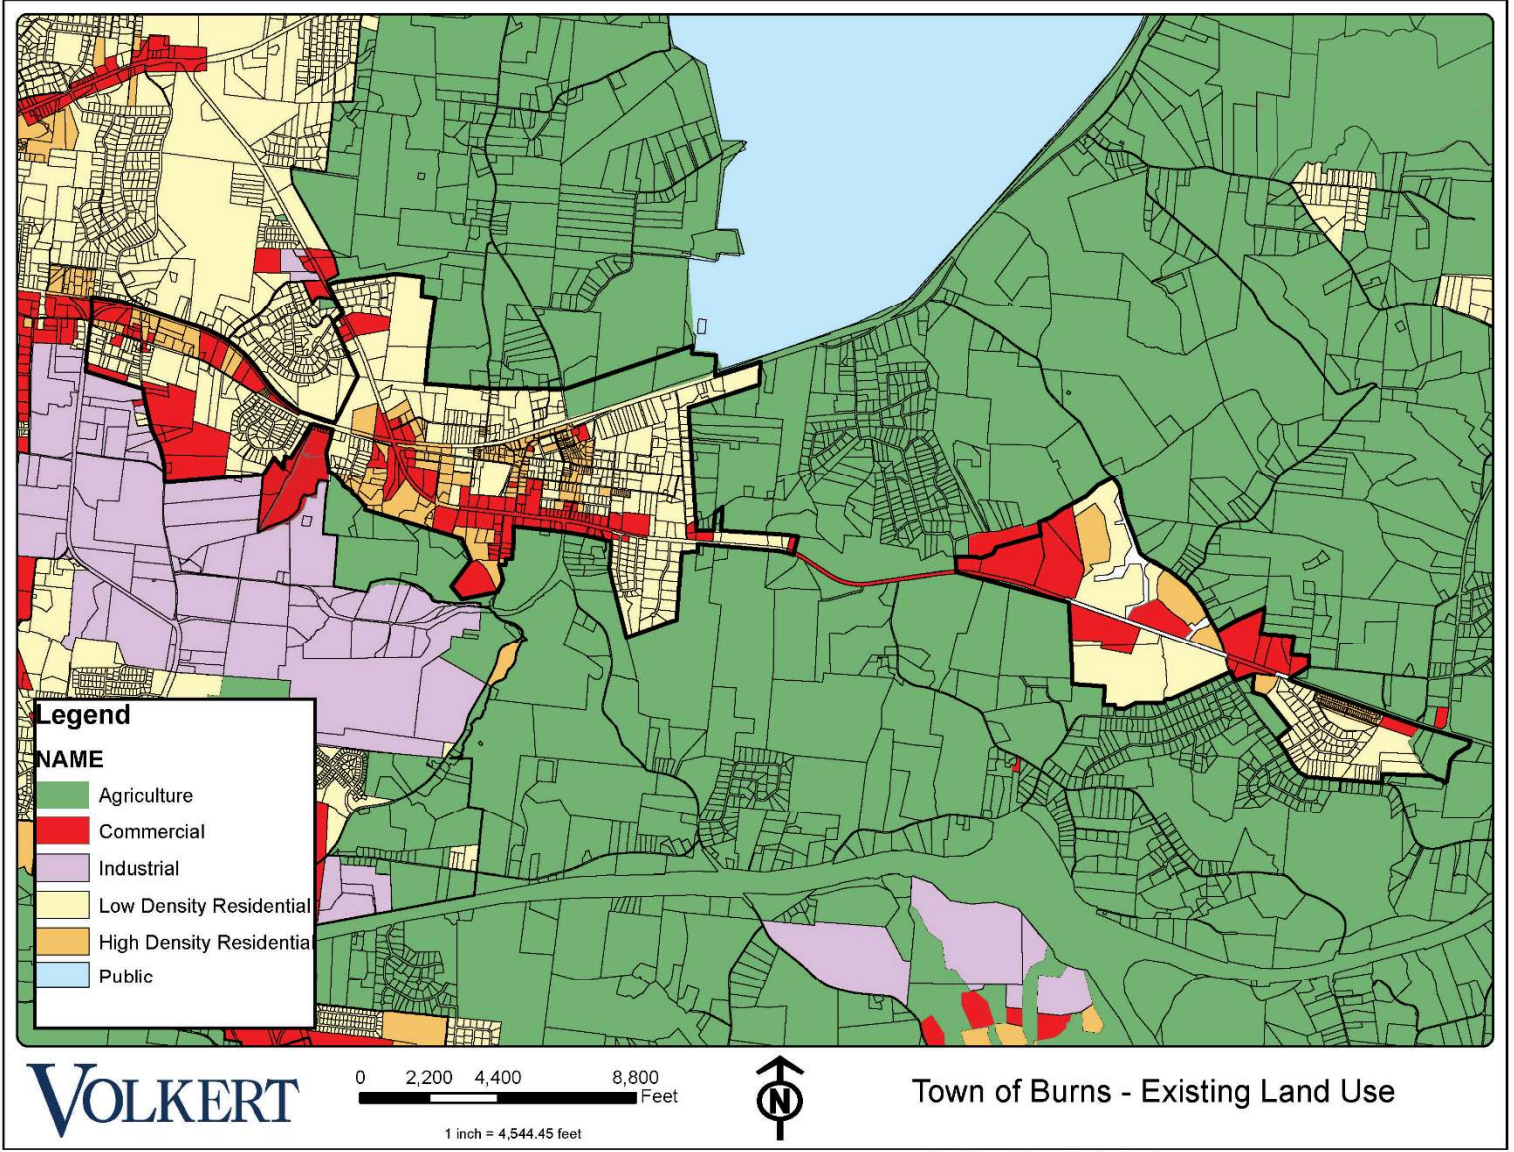 Legend
NAME
Agriculture
Commercial
Industrial
Low Density Residential
High Density Residential
Public
VOLKERT
0 2,200 4,400 8,800
Feet
1 inch = 4,544.45 feet
N
Town of Burns - Existing Land Use